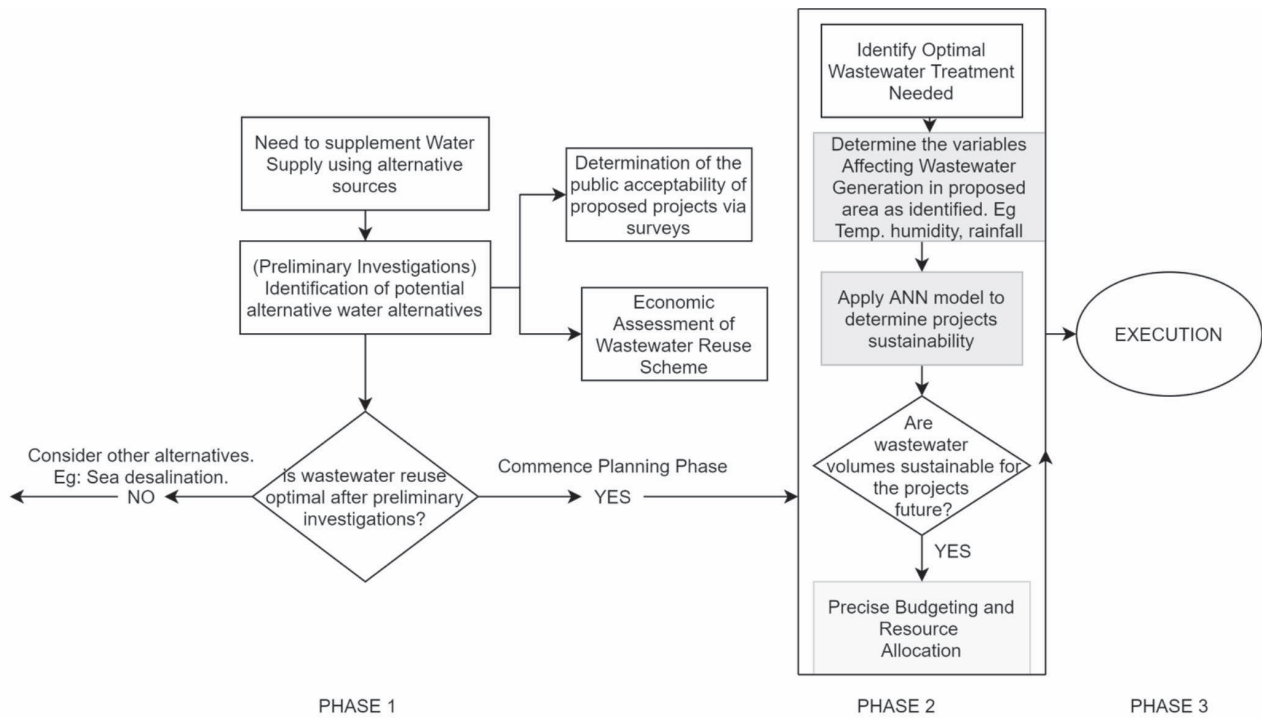 Need to supplement Water
Supply using alternative
sources
(Preliminary Investigations)
Identification of potential
alternative water alternatives
Determination of the
public acceptability of
proposed projects via
surveys
Economic
Assessment of
Wastewater Reuse
Scheme
Is wastewater reuse
optimal after preliminary
investigations?
Consider other alternatives.
Eg: Sea desalination.
NO
Commence Planning Phase
YES
Identify Optimal
Wastewater Treatment
Needed
Determine the variables
Affecting Wastewater
Generation in proposed
area as identified. Eg
Temp. humidity, rainfall
Apply ANN model to
determine projects
sustainability
Are
wastewater
volumes sustainable for
the projects
future?
YES
Precise Budgeting and
Resource
Allocation
EXECUTION
PHASE 1
PHASE 2
PHASE 3